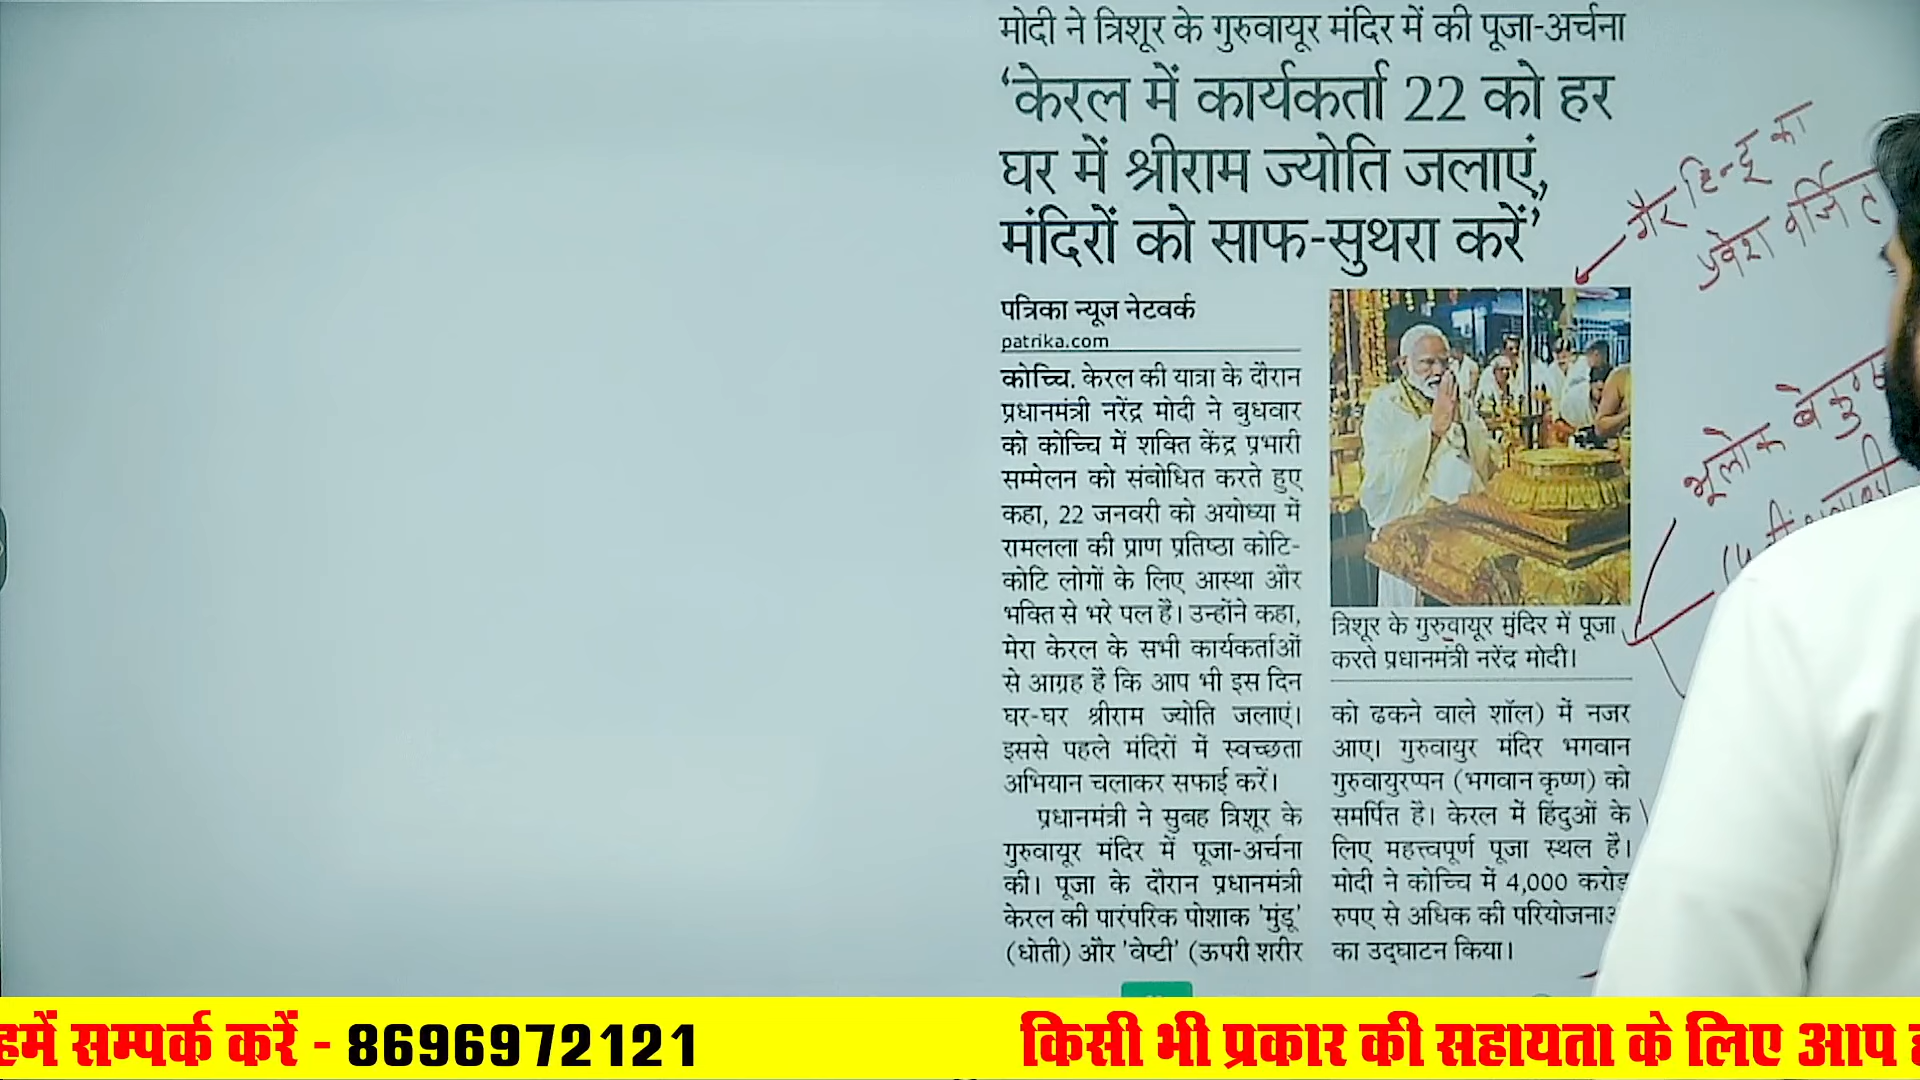 मोदी ने त्रिशूर के गुरुवायूर मंदिर में की पूजा-अर्चना
‘केरल में कार्यकर्ता 22 को हर
घर में श्रीराम ज्योति जलाएं,
मंदिरों को साफ-सुथरा करें’
गैर हिन्दू का
प्रवेश वर्जित
पत्रिका न्यूज नेटवर्क
patrika.com
कोच्चि. केरल की यात्रा के दौरान
प्रधानमंत्री नरेंद्र मोदी ने बुधवार
को कोच्चि में शक्ति केंद्र प्रभारी
सम्मेलन को संबोधित करते हुए
कहा, 22 जनवरी को अयोध्या में
रामलला की प्राण प्रतिष्ठा कोटि-
कोटि लोगों के लिए आस्था और
भक्ति से भरे पल है। उन्होंने कहा,
मेरा केरल के सभी कार्यकर्ताओं
से आग्रह है कि आप भी इस दिन
घर-घर श्रीराम ज्योति जलाएं।
इससे पहले मंदिरों में स्वच्छता
अभियान चलाकर सफाई करें।
प्रधानमंत्री ने सुबह त्रिशूर के
गुरुवायूर मंदिर में पूजा-अर्चना
की। पूजा के दौरान प्रधानमंत्री
केरल की पारंपरिक पोशाक 'मुंडू'
(धोती) और 'वेष्टी' (ऊपरी शरीर
भूलोक
त्रिशूर के गुरुवायूर मंदिर में पूजा
करते प्रधानमंत्री नरेंद्र मोदी।
को ढकने वाले शॉल) में नजर
आए। गुरुवायुर मंदिर भगवान
गुरुवायुरप्पन (भगवान कृष्ण) को
समर्पित है। केरल में हिंदुओं के
लिए महत्त्वपूर्ण पूजा स्थल है।
मोदी ने कोच्चि में 4,000 करोड़
रुपए से अधिक की
का उद्घाटन किया।
हमें सम्पर्क करें - 8696972121
किसी भी प्रकार की सहायता के लिए आप